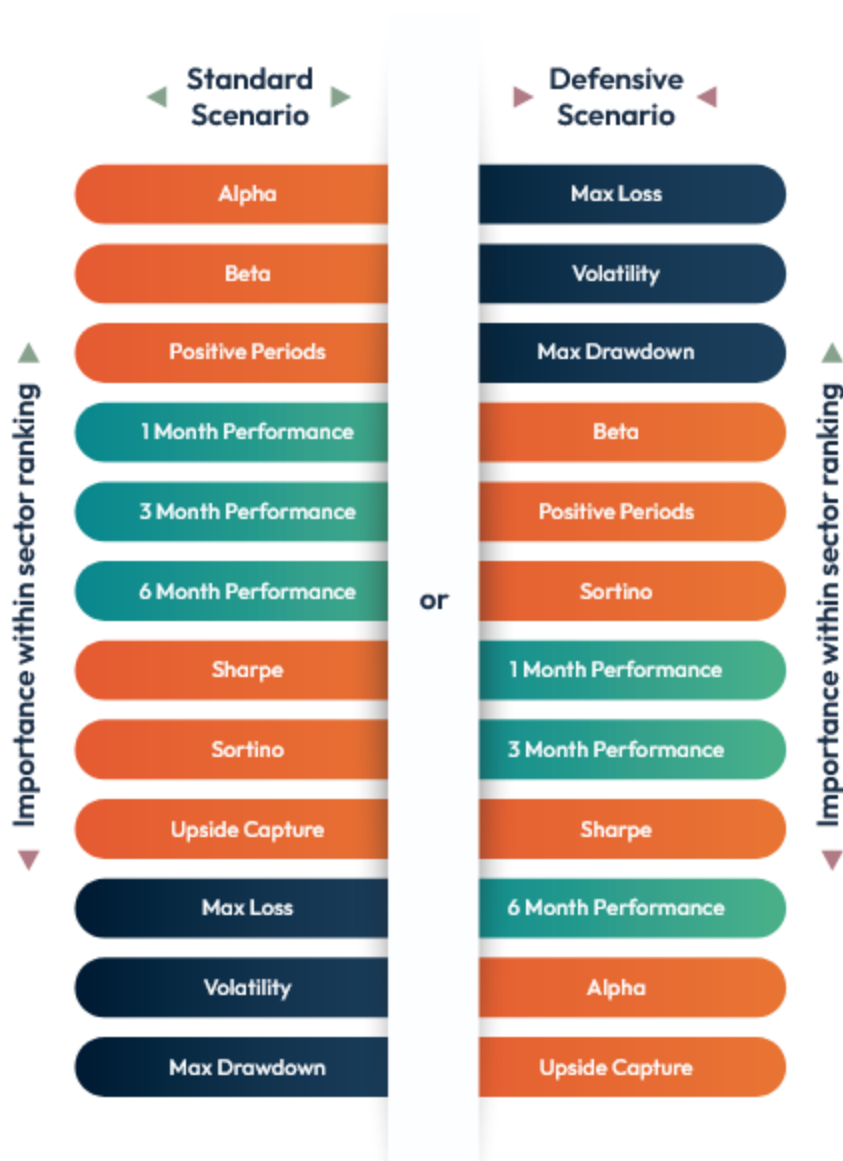 Standard
Scenario
Alpha
Beta
Positive Periods
1 Month Performance
3 Month Performance
6 Month Performance
Sharpe
Sortino
Upside Capture
Max Loss
Volatility
Max Drawdown
Importance within sector ranking
or
Defensive
Scenario
Max Loss
Volatility
Max Drawdown
Beta
Positive Periods
Sortino
1 Month Performance
3 Month Performance
Sharpe
6 Month Performance
Alpha
Upside Capture
Importance within sector ranking